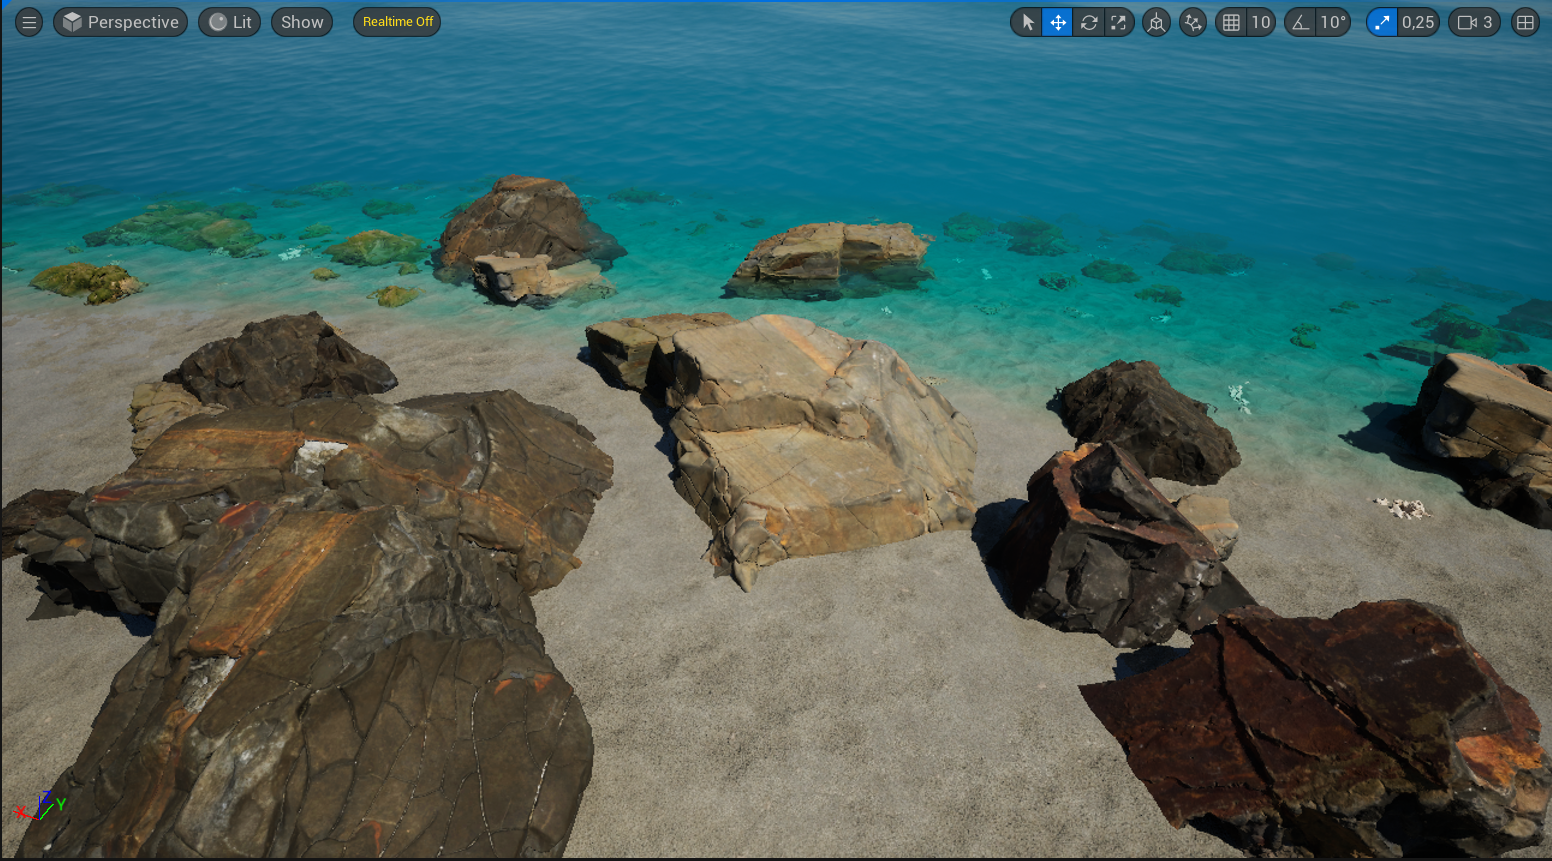 Perspective
Lit
Show
Realtime Off
10
10°
0,25
3
Z
X
Y